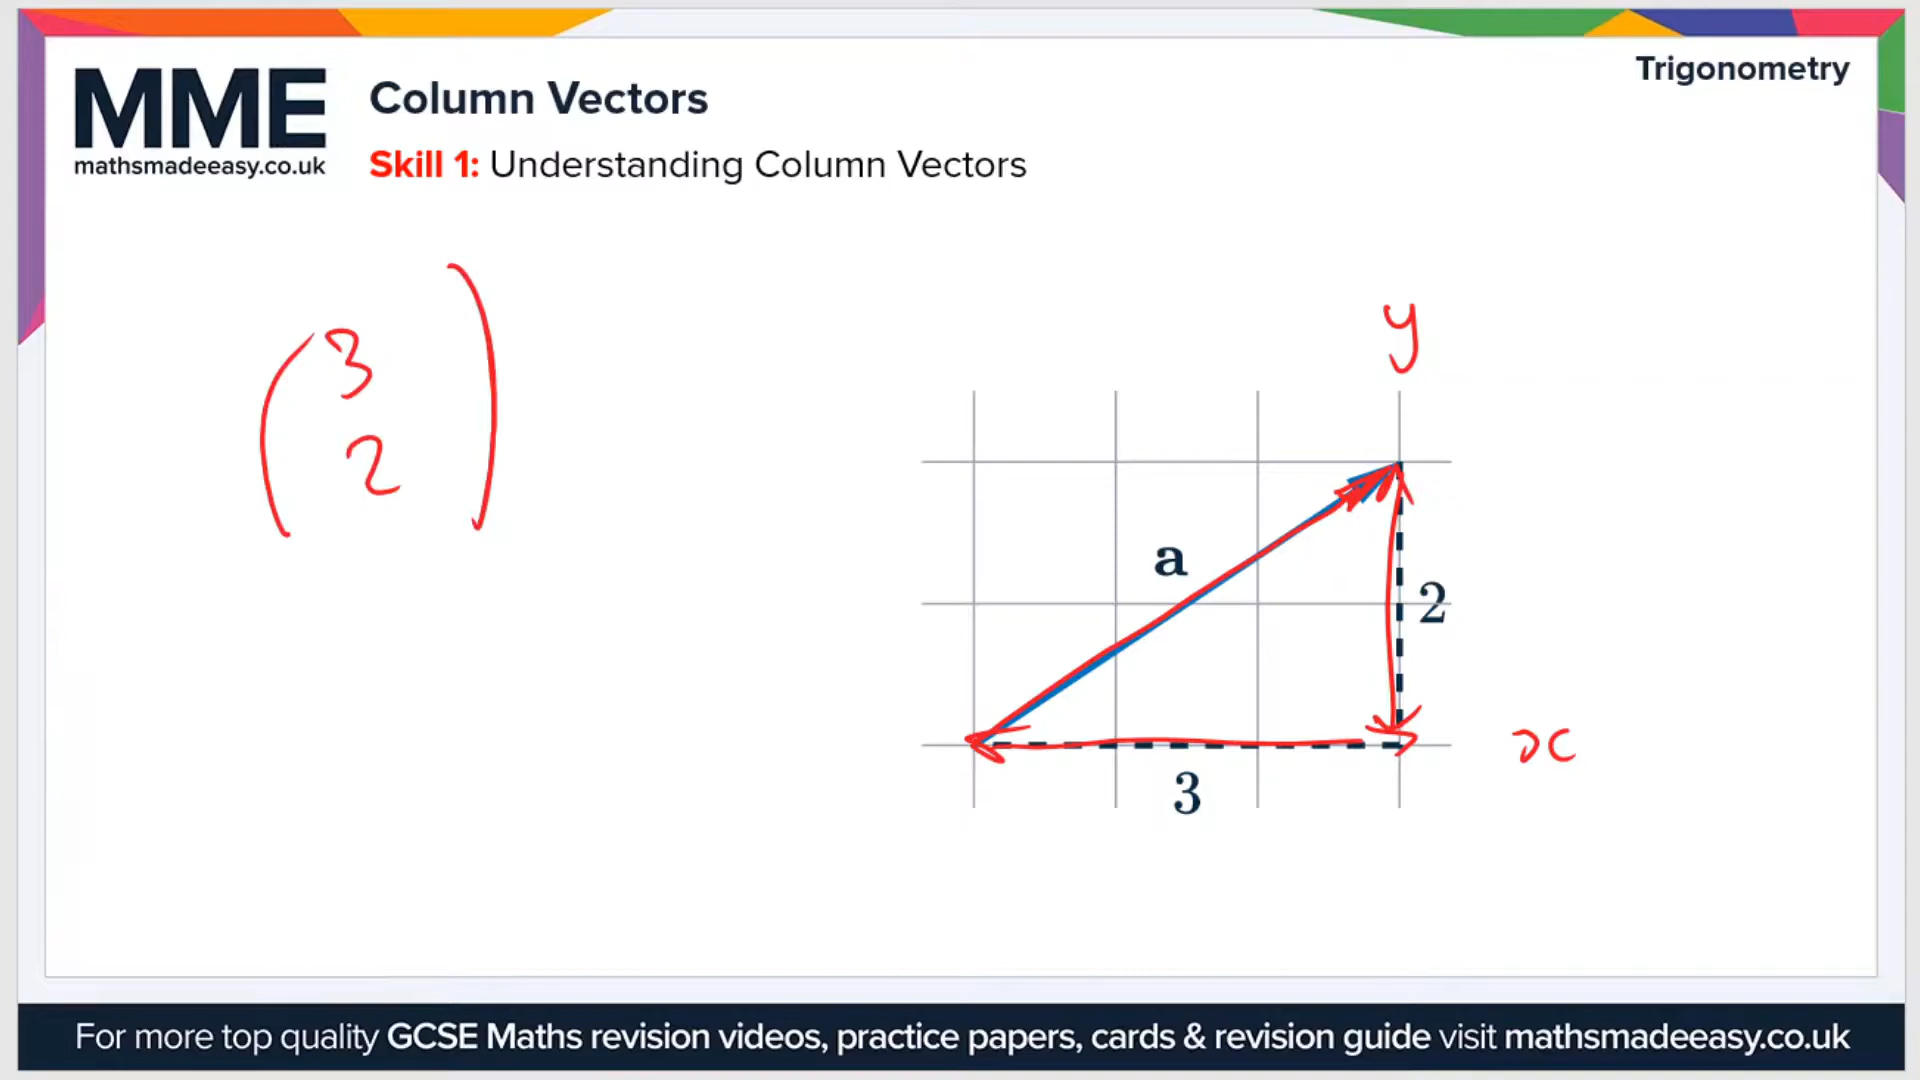 Trigonometry
MME
mathsmadeeasy.co.uk
Column Vectors
Skill 1: Understanding Column Vectors
3
2
y
a
2
x
3
For more top quality GCSE Maths revision videos, practice papers, cards & revision guide visit mathsmadeeasy.co.uk